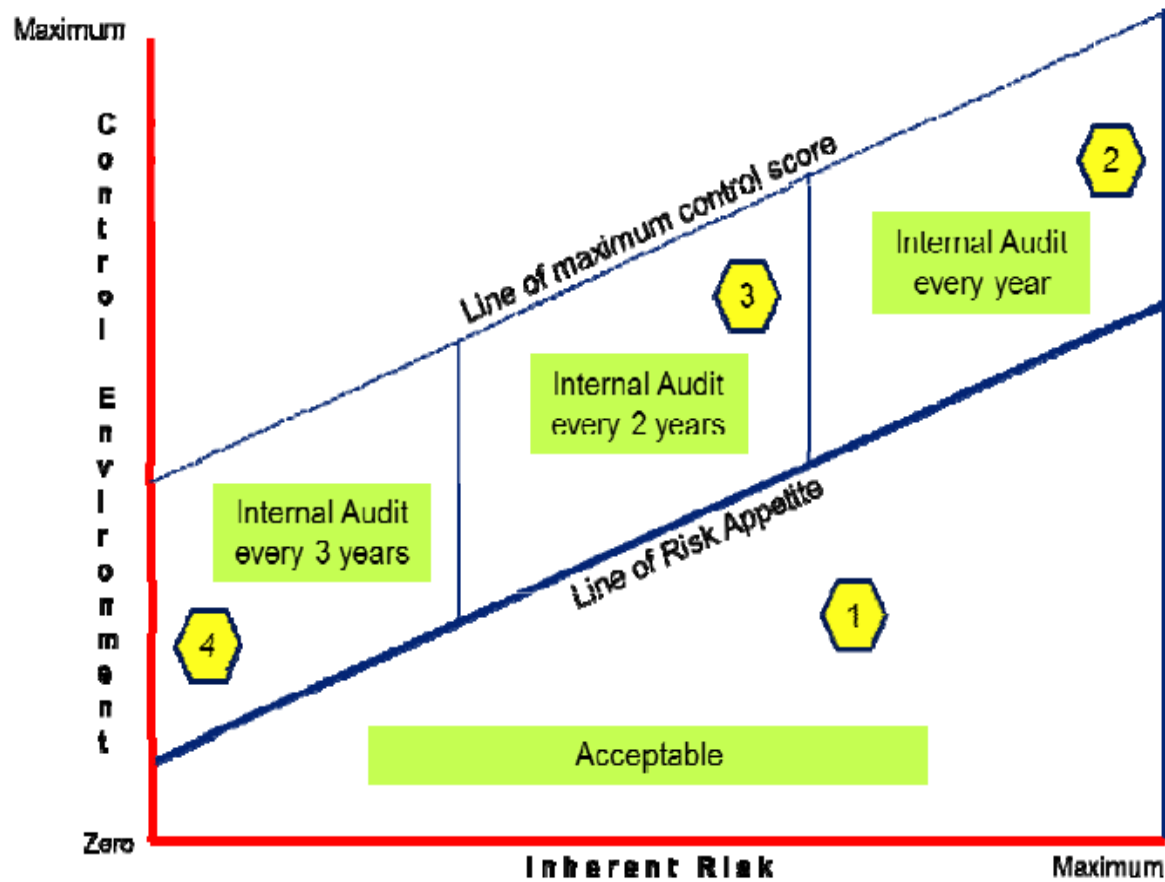 Maximum
Control Environment
Line of maximum control score
2
Internal Audit
every year
3
Internal Audit
every 2 years
Internal Audit
every 3 years
Line of Risk Appetite
1
4
Acceptable
Zero
Inherent Risk
Maximum